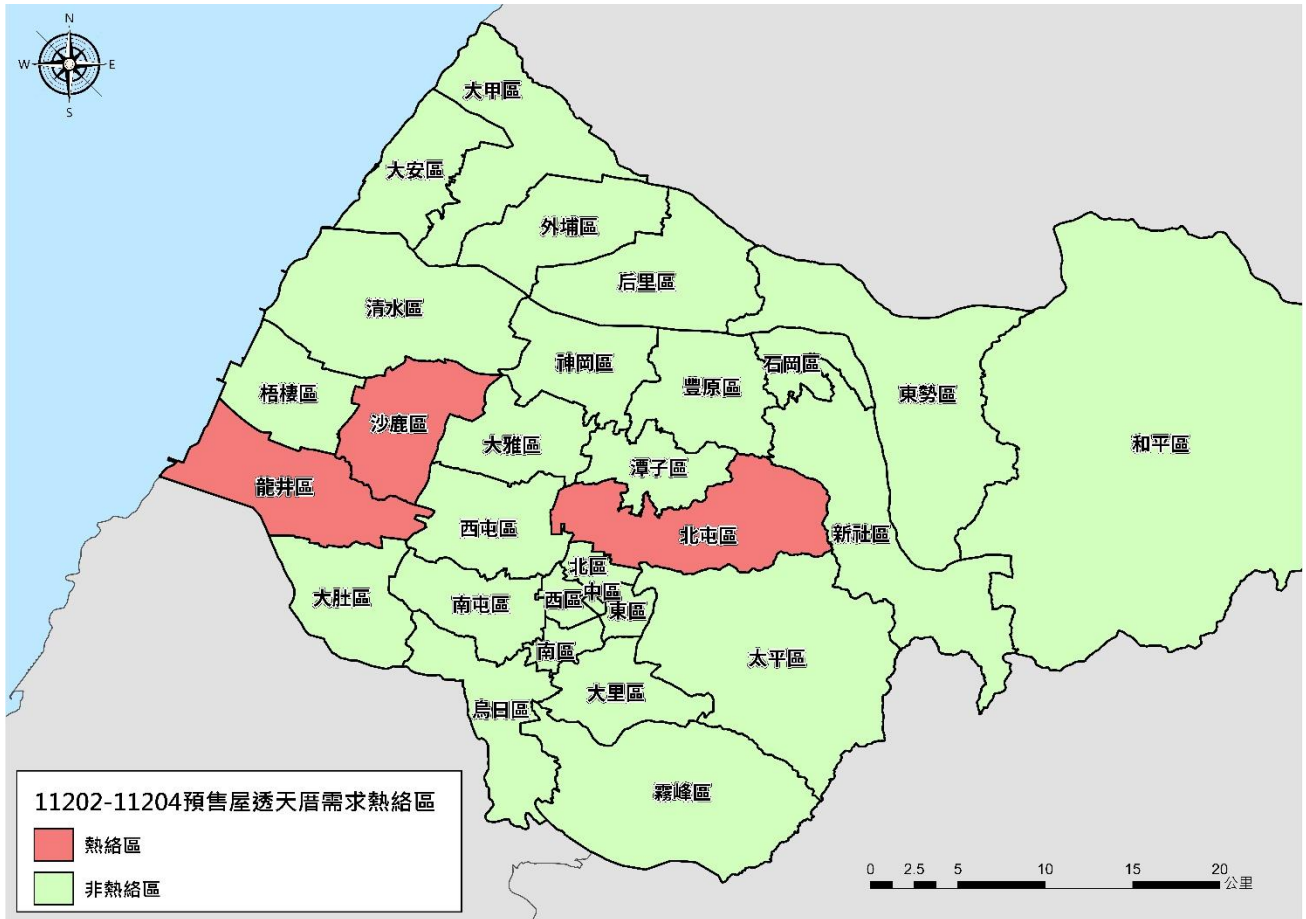 N
W
E
S
大甲區
大安區
外埔區
后里區
清水區
神岡區
石岡區
豐原區
梧棲區
東勢區
沙鹿區
和平區
大雅區
潭子區
龍井區
西屯區
北屯區
新社區
北區
中區
大肚區
南屯區
西區
東區
南區
太平區
大里區
烏日區
霧峰區
11202-11204預售屋透天厝需求熱絡區
熱絡區
非熱絡區
0 2.5 5 10 15 20
公里